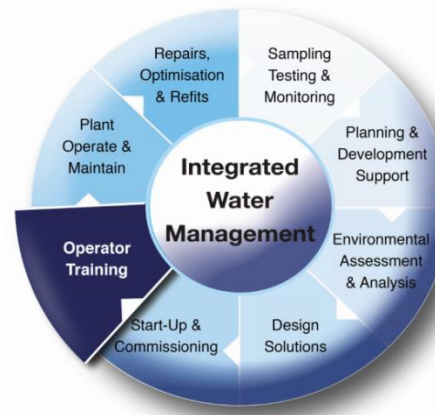 Integrated
Water
Management
Sampling
Testing &
Monitoring
Planning &
Development
Support
Environmental
Assessment
& Analysis
Design
Solutions
Start-Up &
Commissioning
Operator
Training
Plant
Operate &
Maintain
Repairs,
Optimisation
& Refits